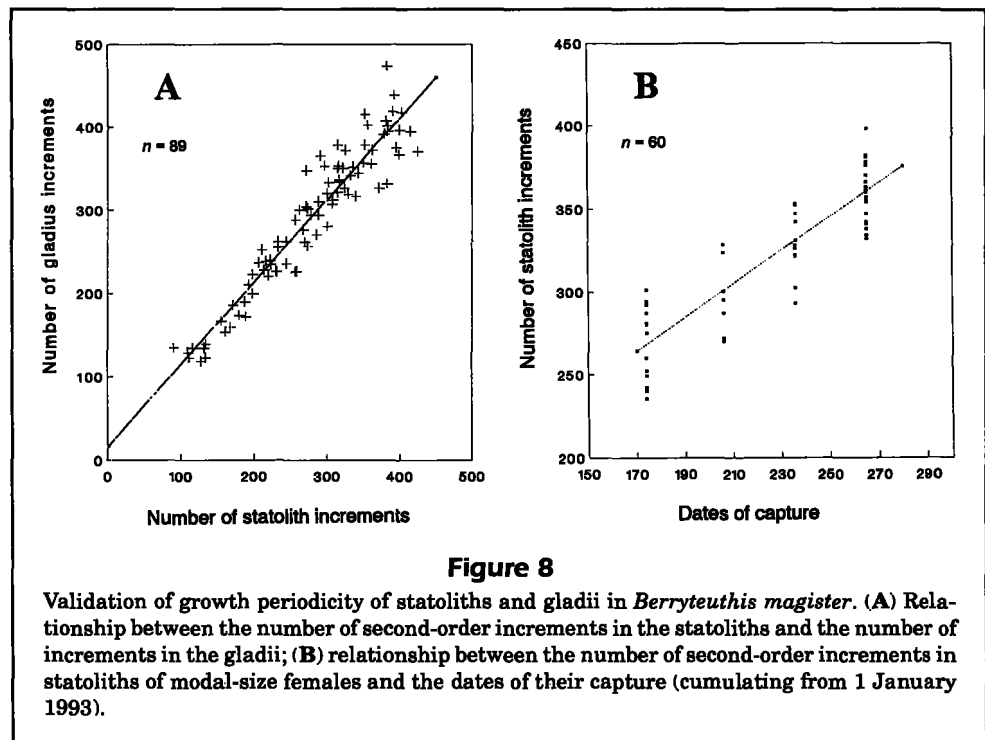 A
n = 89
Number of gladius increments
500
400
300
200
100
0
0 100 200 300 400 500
Number of statolith increments
B
n = 60
Number of statolith increments
450
400
350
300
250
200
150 170 190 210 230 250 270 290
Dates of capture
Figure 8
Validation of growth periodicity of statoliths and gladii in Berryteuthis magister. (A) Rela-
tionship between the number of second-order increments in the statoliths and the number of
increments in the gladii; (B) relationship between the number of second-order increments in
statoliths of modal-size females and the dates of their capture (cumulating from 1 January
1993).